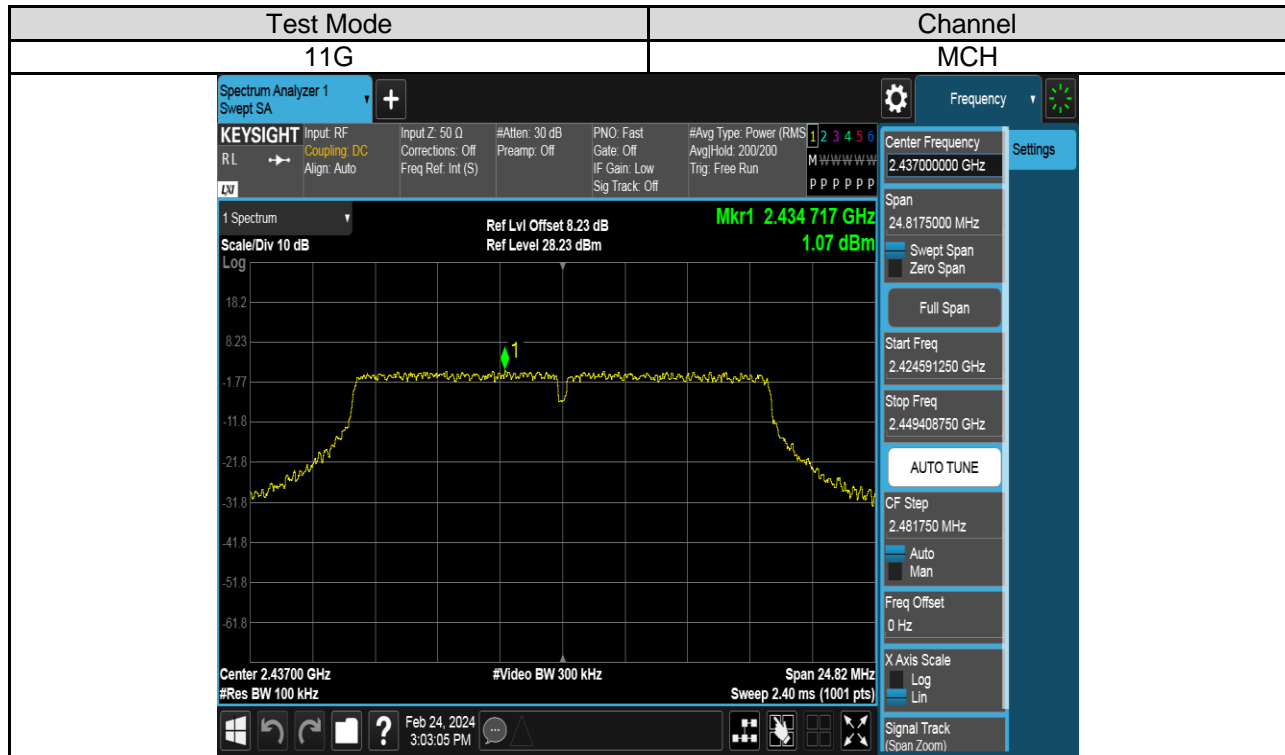 Test Mode Channel
11G MCH
Spectrum Analyzer 1
Swept SA
+
Frequency
KEYSIGHT
RL
LXI
Input: RF
Coupling: DC
Align: Auto
Input Z: 50 Ω
Corrections: Off
Freq Ref: Int (S)
#Atten: 30 dB
Preamp: Off
PNO: Fast
Gate: Off
IF Gain: Low
Sig Track: Off
#Avg Type: Power (RMS
Avg|Hold: 200/200
Trig: Free Run
1 2 3 4 5 6
M W W W W W
P P P P P P
1 Spectrum
Scale/Div 10 dB
Ref Lvl Offset 8.23 dB
Ref Level 28.23 dBm
Mkr1 2.434 717 GHz
1.07 dBm
Log
18.2
8.23
-1.77
-11.8
-21.8
-31.8
-41.8
-51.8
-61.8
1
Center 2.43700 GHz
#Res BW 100 kHz
#Video BW 300 kHz
Span 24.82 MHz
Sweep 2.40 ms (1001 pts)
?
Feb 24, 2024
3:03:05 PM
Center Frequency
2.437000000 GHz
Settings
Span
24.8175000 MHz
Swept Span
Zero Span
Full Span
Start Freq
2.424591250 GHz
Stop Freq
2.449408750 GHz
AUTO TUNE
CF Step
2.481750 MHz
Auto
Man
Freq Offset
0 Hz
X Axis Scale
Log
Lin
Signal Track
(Span Zoom)